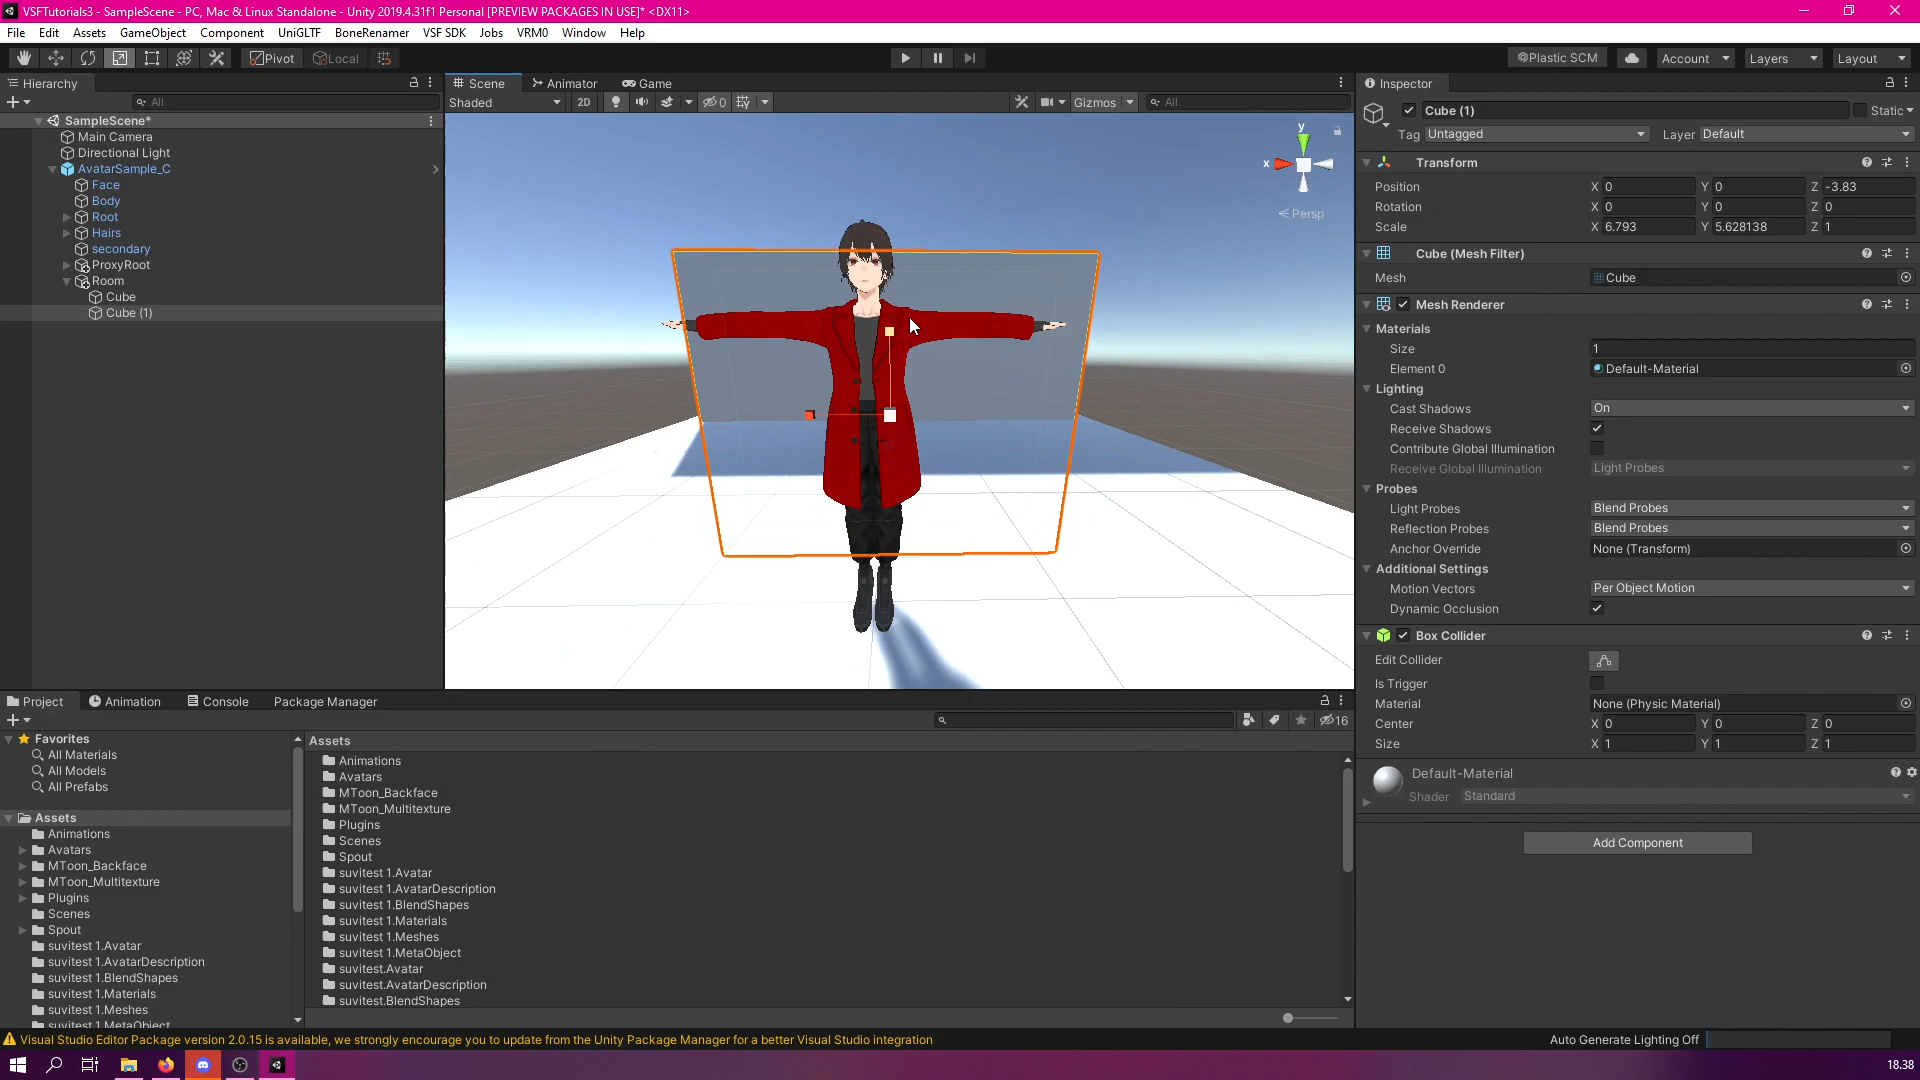 VSFTutorials3 - SampleScene - PC, Mac & Linux Standalone - Unity 2019.4.31f1 Personal [PREVIEW PACKAGES IN USE]* <DX11>
File Edit Assets GameObject Component UniGLTF BoneRenamer VSF SDK Jobs VRM0 Window Help
Pivot Local Plastic SCM Account Layers Layout
Hierarchy
All
SampleScene*
Main Camera
Directional Light
AvatarSample_C
Face
Body
Root
Hairs
secondary
ProxyRoot
Room
Cube
Cube (1)
Scene Animator Game
Shaded 2D 0 Gizmos All
y
x
Persp
Inspector
Cube (1) Static
Tag Untagged Layer Default
Transform
Position X 0 Y 0 Z -3.83
Rotation X 0 Y 0 Z 0
Scale X 6.793 Y 5.628138 Z 1
Cube (Mesh Filter)
Mesh Cube
Mesh Renderer
Materials
Size 1
Element 0 Default-Material
Lighting
Cast Shadows On
Receive Shadows
Contribute Global Illumination
Receive Global Illumination Light Probes
Probes
Light Probes Blend Probes
Reflection Probes Blend Probes
Anchor Override None (Transform)
Additional Settings
Motion Vectors Per Object Motion
Dynamic Occlusion
Box Collider
Edit Collider
Is Trigger
Material None (Physic Material)
Center X 0 Y 0 Z 0
Size X 1 Y 1 Z 1
Default-Material
Shader Standard
Add Component
Project Animation Console Package Manager
16
Favorites
All Materials
All Models
All Prefabs
Assets
Animations
Avatars
MToon_Backface
MToon_Multitexture
Plugins
Scenes
Spout
suvitest 1.Avatar
suvitest 1.AvatarDescription
suvitest 1.BlendShapes
suvitest 1.Materials
suvitest 1.Meshes
suvitest 1.MetaObject
Assets
Animations
Avatars
MToon_Backface
MToon_Multitexture
Plugins
Scenes
Spout
suvitest 1.Avatar
suvitest 1.AvatarDescription
suvitest 1.BlendShapes
suvitest 1.Materials
suvitest 1.Meshes
suvitest 1.MetaObject
suvitest.Avatar
suvitest.AvatarDescription
suvitest.BlendShapes
Visual Studio Editor Package version 2.0.15 is available, we strongly encourage you to update from the Unity Package Manager for a better Visual Studio integration
Auto Generate Lighting Off
18.38